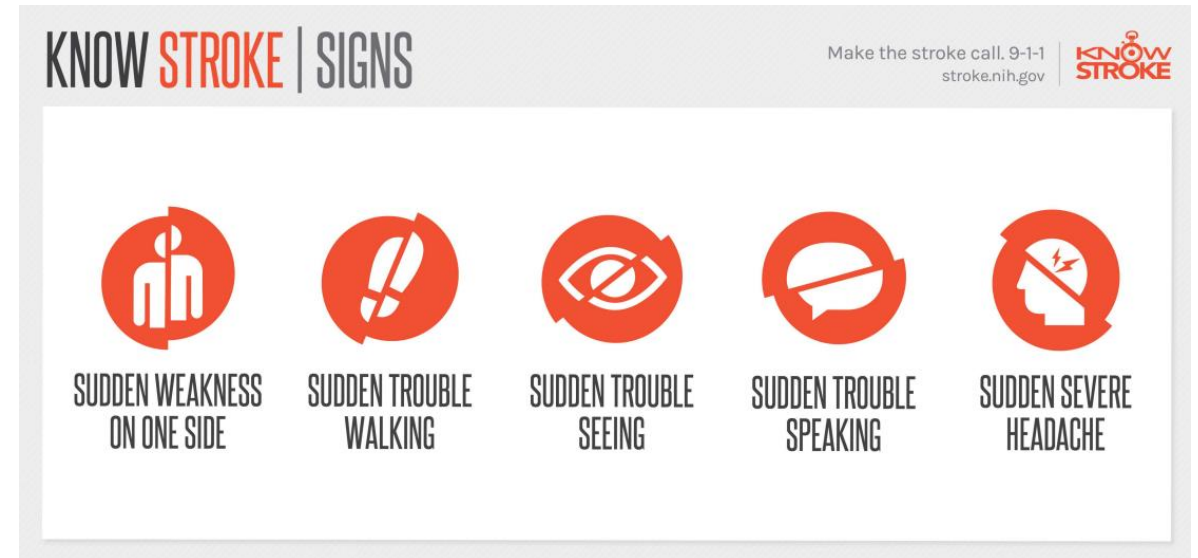 KNOW STROKE | SIGNS
Make the stroke call. 9-1-1
stroke.nih.gov
KNOW
STROKE
SUDDEN WEAKNESS
ON ONE SIDE
SUDDEN TROUBLE
WALKING
SUDDEN TROUBLE
SEEING
SUDDEN TROUBLE
SPEAKING
SUDDEN SEVERE
HEADACHE